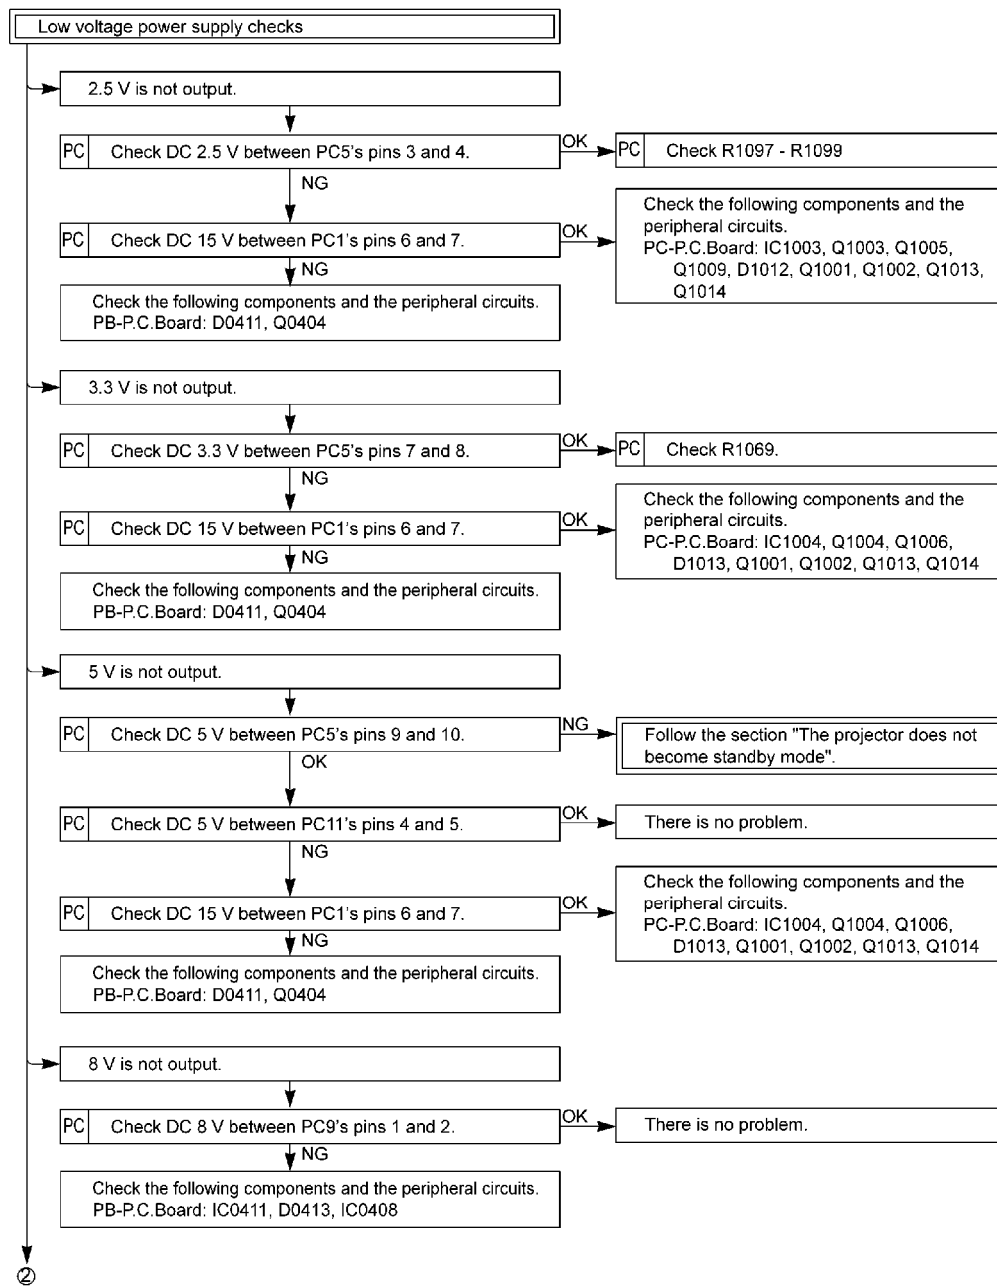 Low voltage power supply checks
2.5 V is not output.
PC Check DC 2.5 V between PC5's pins 3 and 4.
OK
PC Check R1097 - R1099
NG
PC Check DC 15 V between PC1's pins 6 and 7.
OK
Check the following components and the
peripheral circuits.
PC-P.C.Board: IC1003, Q1003, Q1005,
Q1009, D1012, Q1001, Q1002, Q1013,
Q1014
NG
Check the following components and the peripheral circuits.
PB-P.C.Board: D0411, Q0404
3.3 V is not output.
PC Check DC 3.3 V between PC5's pins 7 and 8.
OK
PC Check R1069.
NG
PC Check DC 15 V between PC1's pins 6 and 7.
OK
Check the following components and the
peripheral circuits.
PC-P.C.Board: IC1004, Q1004, Q1006,
D1013, Q1001, Q1002, Q1013, Q1014
NG
Check the following components and the peripheral circuits.
PB-P.C.Board: D0411, Q0404
5 V is not output.
PC Check DC 5 V between PC5's pins 9 and 10.
NG
Follow the section "The projector does not
become standby mode".
OK
PC Check DC 5 V between PC11's pins 4 and 5.
OK
There is no problem.
NG
PC Check DC 15 V between PC1's pins 6 and 7.
OK
Check the following components and the
peripheral circuits.
PC-P.C.Board: IC1004, Q1004, Q1006,
D1013, Q1001, Q1002, Q1013, Q1014
NG
Check the following components and the peripheral circuits.
PB-P.C.Board: D0411, Q0404
8 V is not output.
PC Check DC 8 V between PC9's pins 1 and 2.
OK
There is no problem.
NG
Check the following components and the peripheral circuits.
PB-P.C.Board: IC0411, D0413, IC0408
②